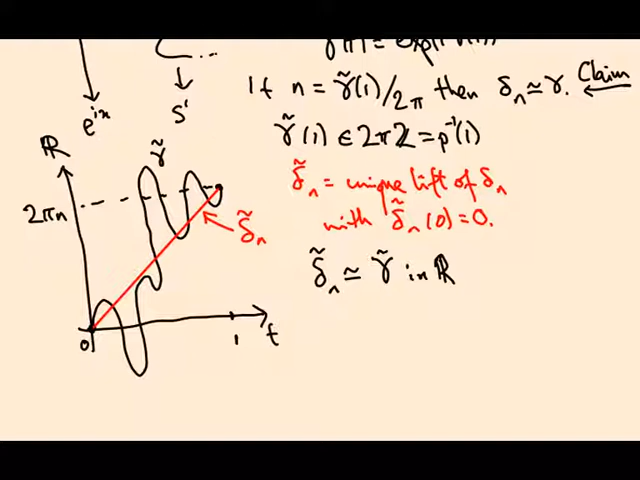 e^{ix}
S¹
If n = γ̃(1)/2π then δₙ ≃ γ. Claim
γ̃(1) ∈ 2πℤ = p⁻¹(1)
δ̃ₙ = unique lift of δₙ
with δ̃ₙ(0) = 0.
δ̃ₙ ≃ γ̃ in ℝ
ℝ
γ̃
2πn
δ̃ₙ
0
1
t